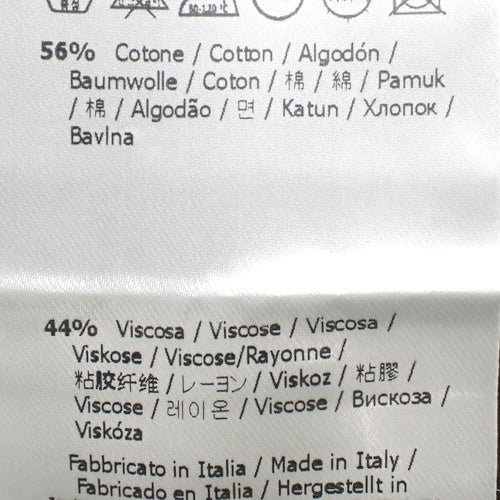 56% Cotone / Cotton / Algodón /
Baumwolle / Coton / 棉 / 綿 / Pamuk
/ 棉 / Algodão / 면 / Katun / Хлопок /
Bavlna
44% Viscosa / Viscose / Viscosa /
Viskose / Viscose/Rayonne /
粘胶纤维 / レーヨン / Viskoz / 粘膠 /
Viscose / 레이온 / Viscose / Вискоза /
Viskóza
Fabbricato in Italia / Made in Italy /
Fabricado en Italia / Hergestellt in